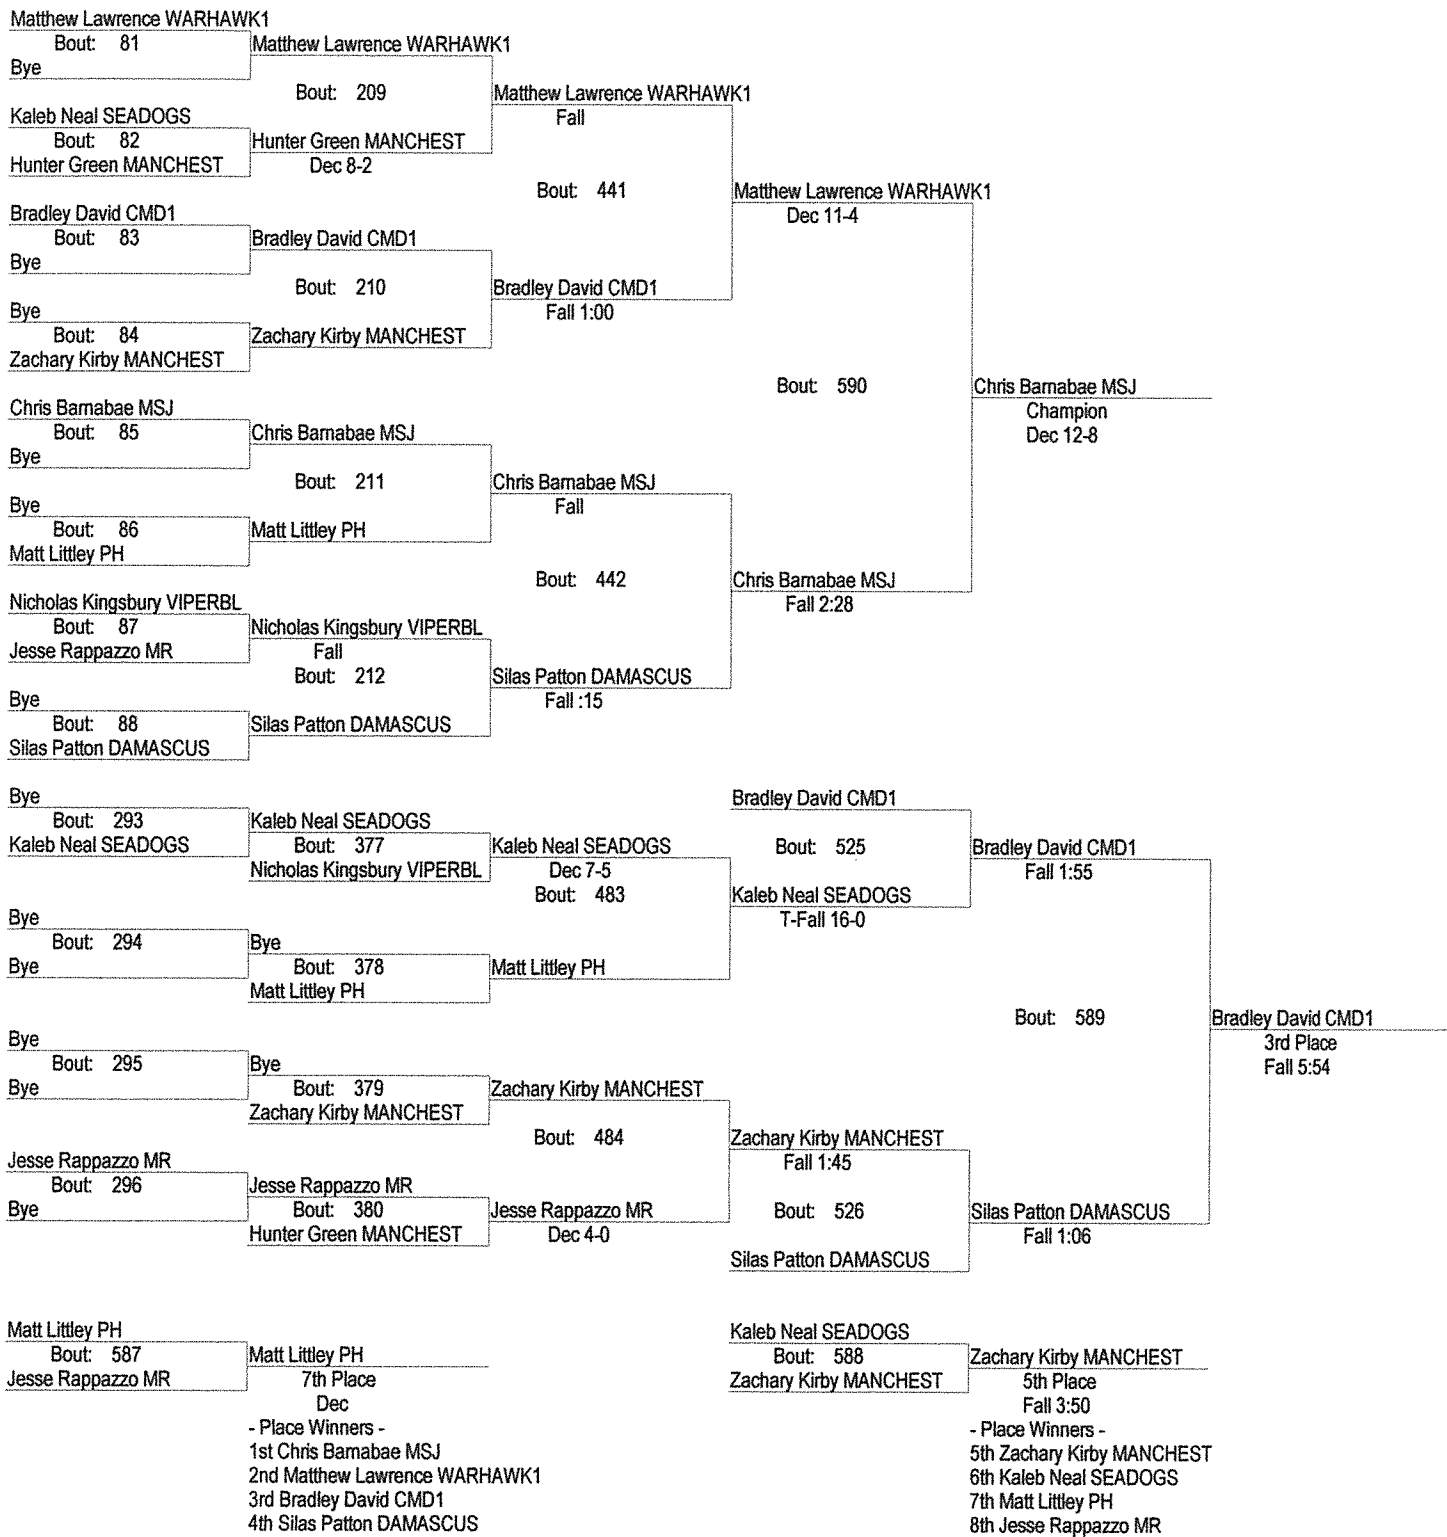 Matthew Lawrence WARHAWK1
Bout: 81
Bye
Matthew Lawrence WARHAWK1
Bout: 209
Kaleb Neal SEADOGS
Bout: 82
Hunter Green MANCHEST
Hunter Green MANCHEST
Dec 8-2
Matthew Lawrence WARHAWK1
Fall
Bout: 441
Bradley David CMD1
Bout: 83
Bye
Bradley David CMD1
Bout: 210
Bye
Bout: 84
Zachary Kirby MANCHEST
Zachary Kirby MANCHEST
Bradley David CMD1
Fall 1:00
Matthew Lawrence WARHAWK1
Dec 11-4
Bout: 590
Chris Barnabae MSJ
Champion
Dec 12-8
Chris Barnabae MSJ
Bout: 85
Bye
Chris Barnabae MSJ
Bout: 211
Bye
Bout: 86
Matt Littley PH
Matt Littley PH
Chris Barnabae MSJ
Fall
Bout: 442
Chris Barnabae MSJ
Fall 2:28
Nicholas Kingsbury VIPERBL
Bout: 87
Jesse Rappazzo MR
Nicholas Kingsbury VIPERBL
Fall
Bout: 212
Bye
Bout: 88
Silas Patton DAMASCUS
Silas Patton DAMASCUS
Silas Patton DAMASCUS
Fall :15
Bye
Bout: 293
Kaleb Neal SEADOGS
Kaleb Neal SEADOGS
Bout: 377
Nicholas Kingsbury VIPERBL
Kaleb Neal SEADOGS
Dec 7-5
Bout: 483
Bye
Bout: 294
Bye
Bye
Bout: 378
Matt Littley PH
Matt Littley PH
Bradley David CMD1
Bout: 525
Kaleb Neal SEADOGS
T-Fall 16-0
Bradley David CMD1
Fall 1:55
Bout: 589
Bradley David CMD1
3rd Place
Fall 5:54
Bye
Bout: 295
Bye
Bye
Bout: 379
Zachary Kirby MANCHEST
Zachary Kirby MANCHEST
Bout: 484
Jesse Rappazzo MR
Bout: 296
Bye
Jesse Rappazzo MR
Bout: 380
Hunter Green MANCHEST
Jesse Rappazzo MR
Dec 4-0
Zachary Kirby MANCHEST
Fall 1:45
Bout: 526
Silas Patton DAMASCUS
Silas Patton DAMASCUS
Fall 1:06
Matt Littley PH
Bout: 587
Jesse Rappazzo MR
Matt Littley PH
7th Place
Dec
- Place Winners -
1st Chris Barnabae MSJ
2nd Matthew Lawrence WARHAWK1
3rd Bradley David CMD1
4th Silas Patton DAMASCUS
Kaleb Neal SEADOGS
Bout: 588
Zachary Kirby MANCHEST
Zachary Kirby MANCHEST
5th Place
Fall 3:50
- Place Winners -
5th Zachary Kirby MANCHEST
6th Kaleb Neal SEADOGS
7th Matt Littley PH
8th Jesse Rappazzo MR